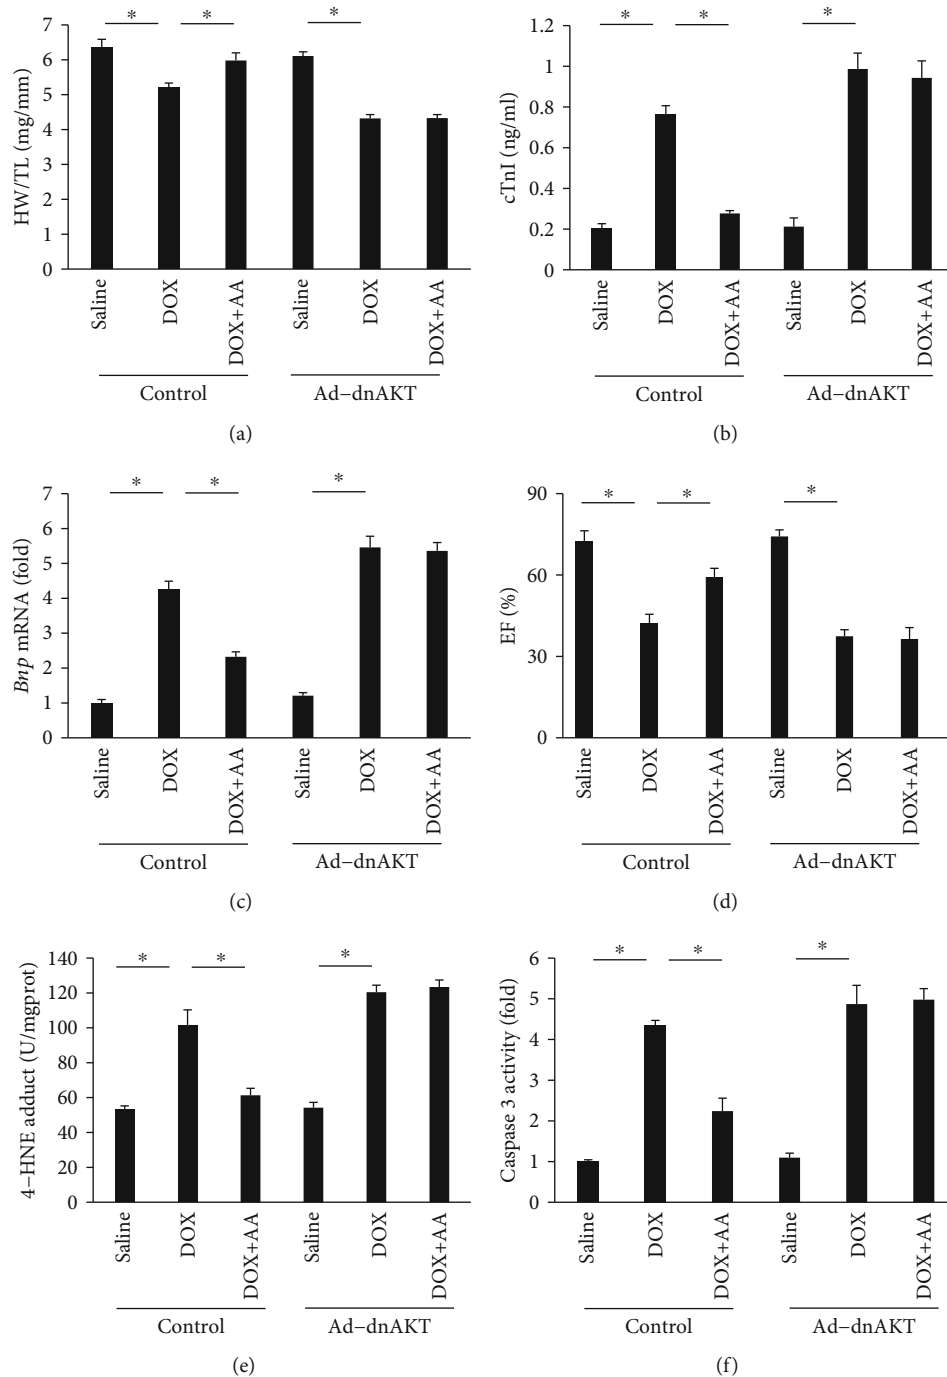 * * *
HW/TL (mg/mm)
7
6
5
4
3
2
1
0
Saline
DOX
DOX+AA
Saline
DOX
DOX+AA
Control
Ad−dnAKT
(a)
* * *
cTnI (ng/ml)
1.2
1
0.8
0.6
0.4
0.2
0
Saline
DOX
DOX+AA
Saline
DOX
DOX+AA
Control
Ad−dnAKT
(b)
* * *
Bnp mRNA (fold)
7
6
5
4
3
2
1
0
Saline
DOX
DOX+AA
Saline
DOX
DOX+AA
Control
Ad−dnAKT
(c)
* * *
EF (%)
90
60
30
0
Saline
DOX
DOX+AA
Saline
DOX
DOX+AA
Control
Ad−dnAKT
(d)
* * *
4−HNE adduct (U/mgprot)
140
120
100
80
60
40
20
0
Saline
DOX
DOX+AA
Saline
DOX
DOX+AA
Control
Ad−dnAKT
(e)
* * *
Caspase 3 activity (fold)
6
5
4
3
2
1
0
Saline
DOX
DOX+AA
Saline
DOX
DOX+AA
Control
Ad−dnAKT
(f)